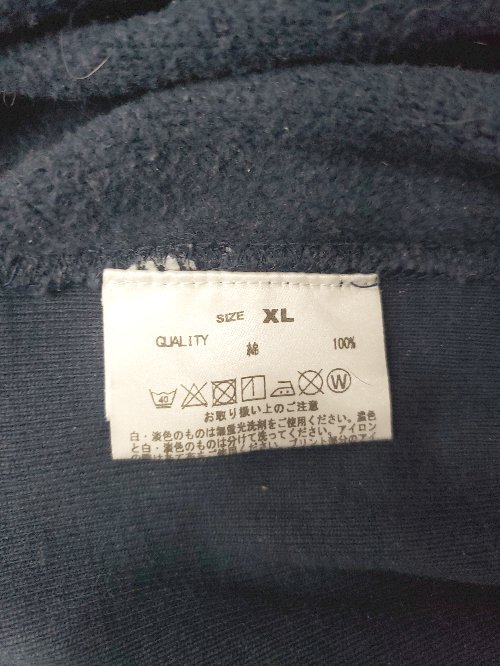 SIZE XL
QUALITY 綿 100%
40 W
お取り扱い上のご注意
白・淡色のものは無蛍光洗剤をご使用ください。濃色
と白・淡色のものは分けて洗ってください。アイロン